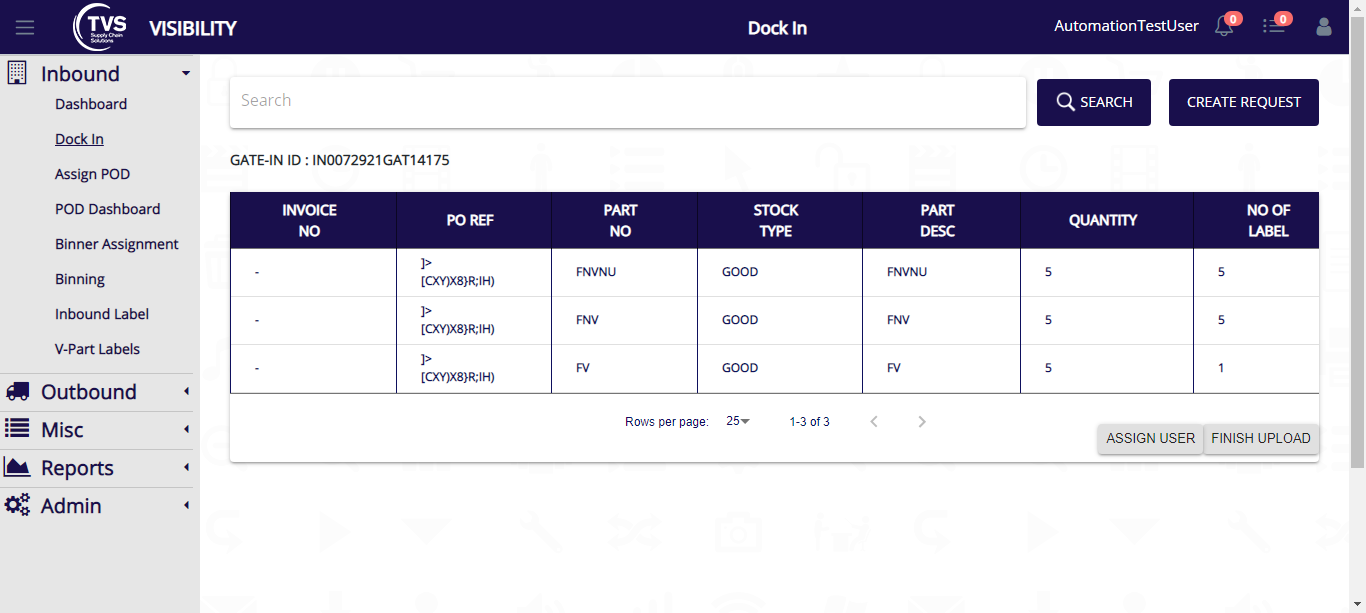 TVS
Supply Chain
Solutions
VISIBILITY
Dock In
AutomationTestUser
0
0
Inbound
Dashboard
Dock In
Assign POD
POD Dashboard
Binner Assignment
Binning
Inbound Label
V-Part Labels
Outbound
Misc
Reports
Admin
Search
SEARCH
CREATE REQUEST
GATE-IN ID : IN0072921GAT14175
INVOICE NO PO REF PART NO STOCK TYPE PART DESC QUANTITY NO OF LABEL
- ]>[CXY)X8}R;IH) FNVNU GOOD FNVNU 5 5
- ]>[CXY)X8}R;IH) FNV GOOD FNV 5 5
- ]>[CXY)X8}R;IH) FV GOOD FV 5 1
Rows per page: 25 1-3 of 3
ASSIGN USER FINISH UPLOAD